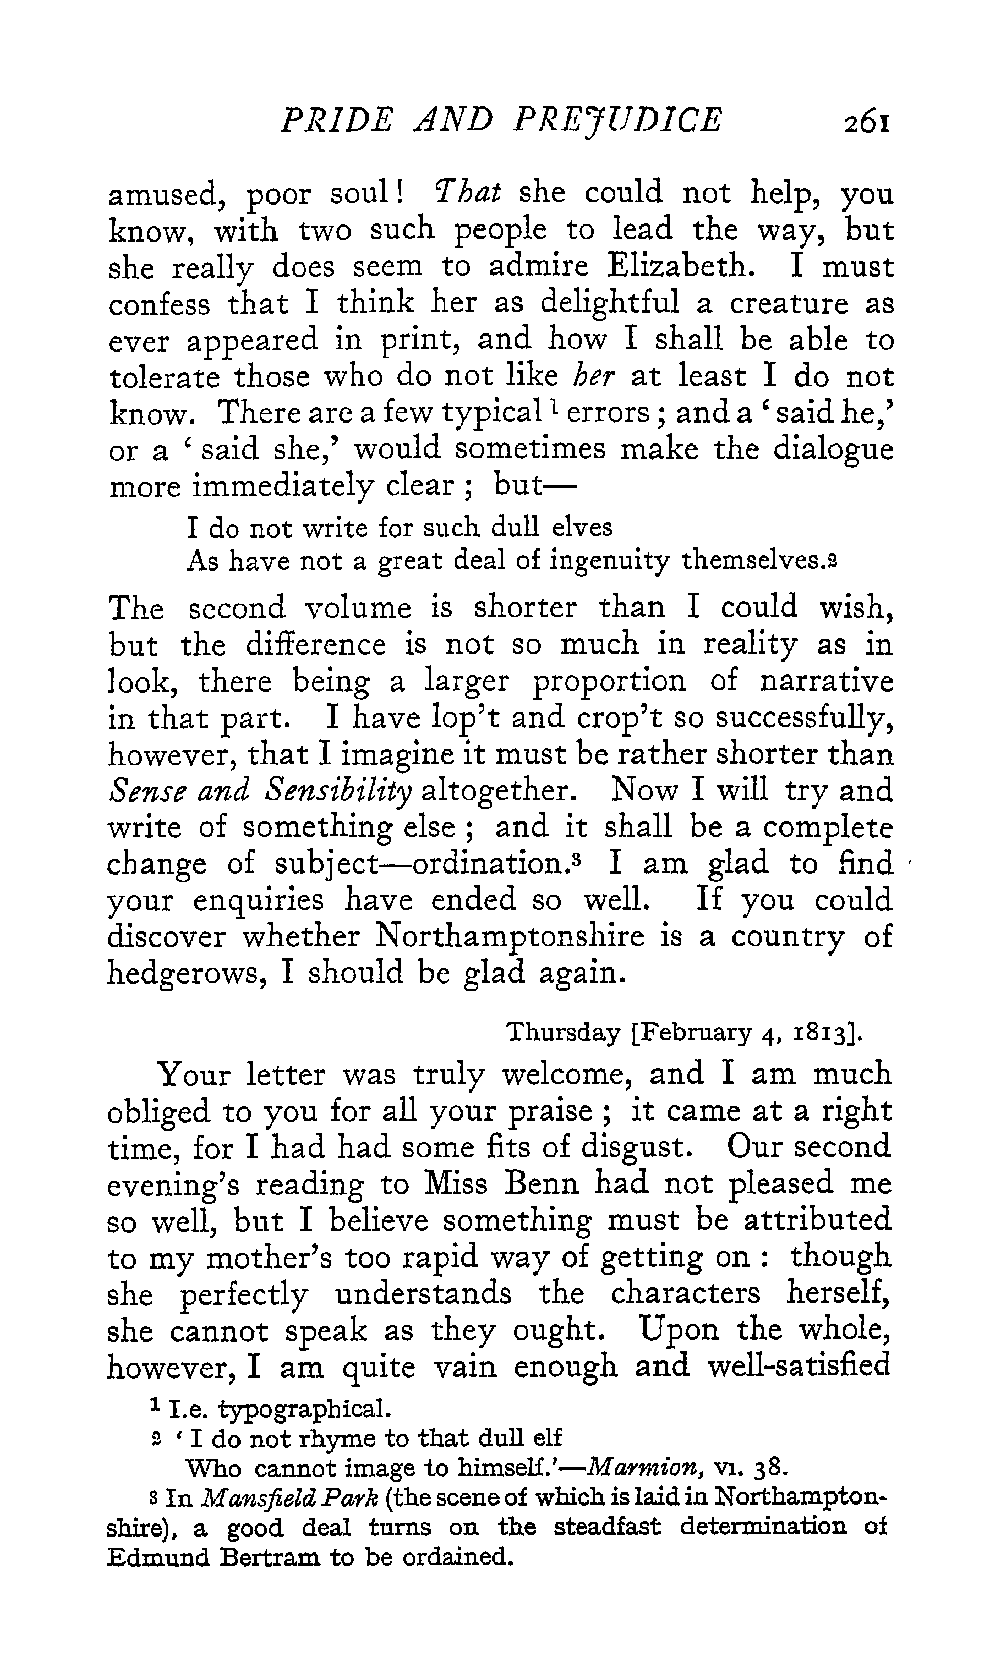 PRIDE AND PREJUDICE 261
amused, poor soul! That she could not help, you
know, with two such people to lead the way, but
she really does seem to admire Elizabeth. I must
confess that I think her as delightful a creature as
ever appeared in print, and how I shall be able to
tolerate those who do not like her at least I do not
know. There are a few typical¹ errors; and a ‘said he,’
or a ‘said she,’ would sometimes make the dialogue
more immediately clear; but—
I do not write for such dull elves
As have not a great deal of ingenuity themselves.²
The second volume is shorter than I could wish,
but the difference is not so much in reality as in
look, there being a larger proportion of narrative
in that part. I have lop’t and crop’t so successfully,
however, that I imagine it must be rather shorter than
Sense and Sensibility altogether. Now I will try and
write of something else; and it shall be a complete
change of subject—ordination.³ I am glad to find
your enquiries have ended so well. If you could
discover whether Northamptonshire is a country of
hedgerows, I should be glad again.
Thursday [February 4, 1813].
Your letter was truly welcome, and I am much
obliged to you for all your praise; it came at a right
time, for I had had some fits of disgust. Our second
evening’s reading to Miss Benn had not pleased me
so well, but I believe something must be attributed
to my mother’s too rapid way of getting on: though
she perfectly understands the characters herself,
she cannot speak as they ought. Upon the whole,
however, I am quite vain enough and well-satisfied
¹ I.e. typographical.
² ‘I do not rhyme to that dull elf
Who cannot image to himself.’—Marmion, vi. 38.
³ In Mansfield Park (the scene of which is laid in Northampton-
shire), a good deal turns on the steadfast determination of
Edmund Bertram to be ordained.